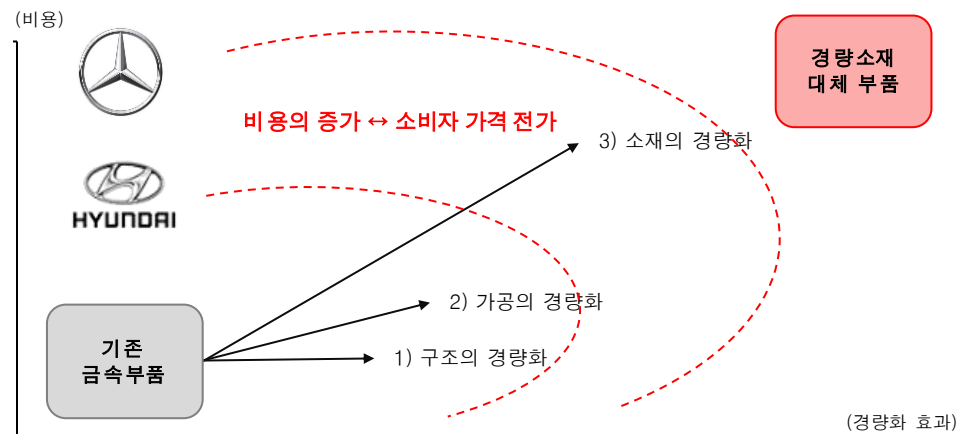 (비용)
경량소재
대체 부품
비용의 증가 ↔ 소비자 가격 전가
3) 소재의 경량화
HYUNDAI
2) 가공의 경량화
기존
금속부품
1) 구조의 경량화
(경량화 효과)